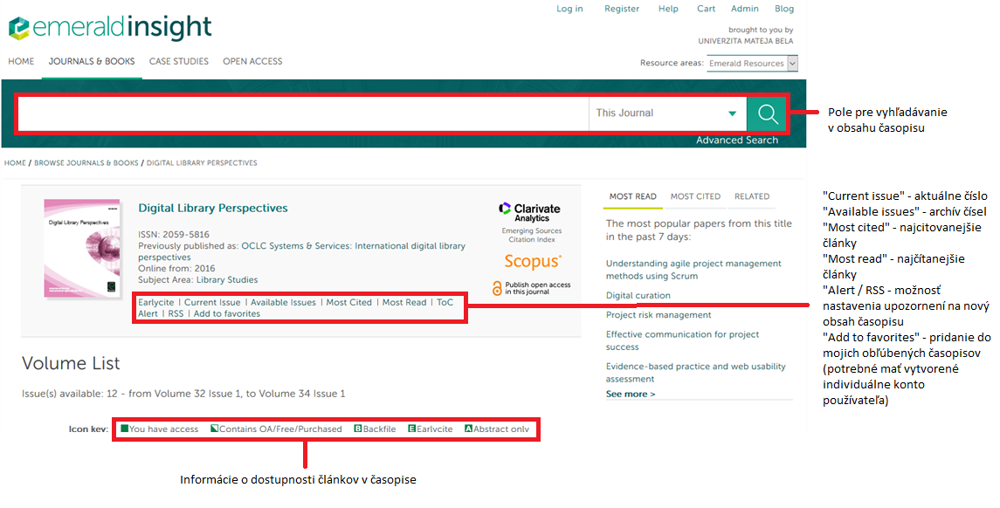 Log in Register Help Cart Admin Blog
emeraldinsight
brought to you by
UNIVERZITA MATEJA BELA
HOME JOURNALS & BOOKS CASE STUDIES OPEN ACCESS
Resource areas: Emerald Resources
This Journal
Advanced Search
Pole pre vyhľadávanie
v obsahu časopisu
HOME / BROWSE JOURNALS & BOOKS / DIGITAL LIBRARY PERSPECTIVES
Digital Library Perspectives
Digital Library Perspectives
ISSN: 2059-5816
Previously published as: OCLC Systems & Services: International digital library
perspectives
Online from: 2016
Subject Area: Library Studies
Earlycite | Current Issue | Available Issues | Most Cited | Most Read | ToC
Alert | RSS | Add to favorites
Clarivate
Analytics
Emerging Sources
Citation Index
Scopus®
Publish open access
in this journal
MOST READ MOST CITED RELATED
The most popular papers from this title
in the past 7 days:
Understanding agile project management
methods using Scrum
Digital curation
Project risk management
Effective communication for project
success
Evidence-based practice and web usability
assessment
See more >
"Current issue" - aktuálne číslo
"Available issues" - archív čísel
"Most cited" - najcitovanejšie
články
"Most read" - najčítanejšie
články
"Alert / RSS - možnosť
nastavenia upozornení na nový
obsah časopisu
"Add to favorites" - pridanie do
mojich obľúbených časopisov
(potrebné mať vytvorené
individuálne konto
používateľa)
Volume List
Issue(s) available: 12 - from Volume 32 Issue 1, to Volume 34 Issue 1
Icon key: You have access Contains OA/Free/Purchased B Backfile E Earlycite A Abstract only
Informácie o dostupnosti článkov v časopise